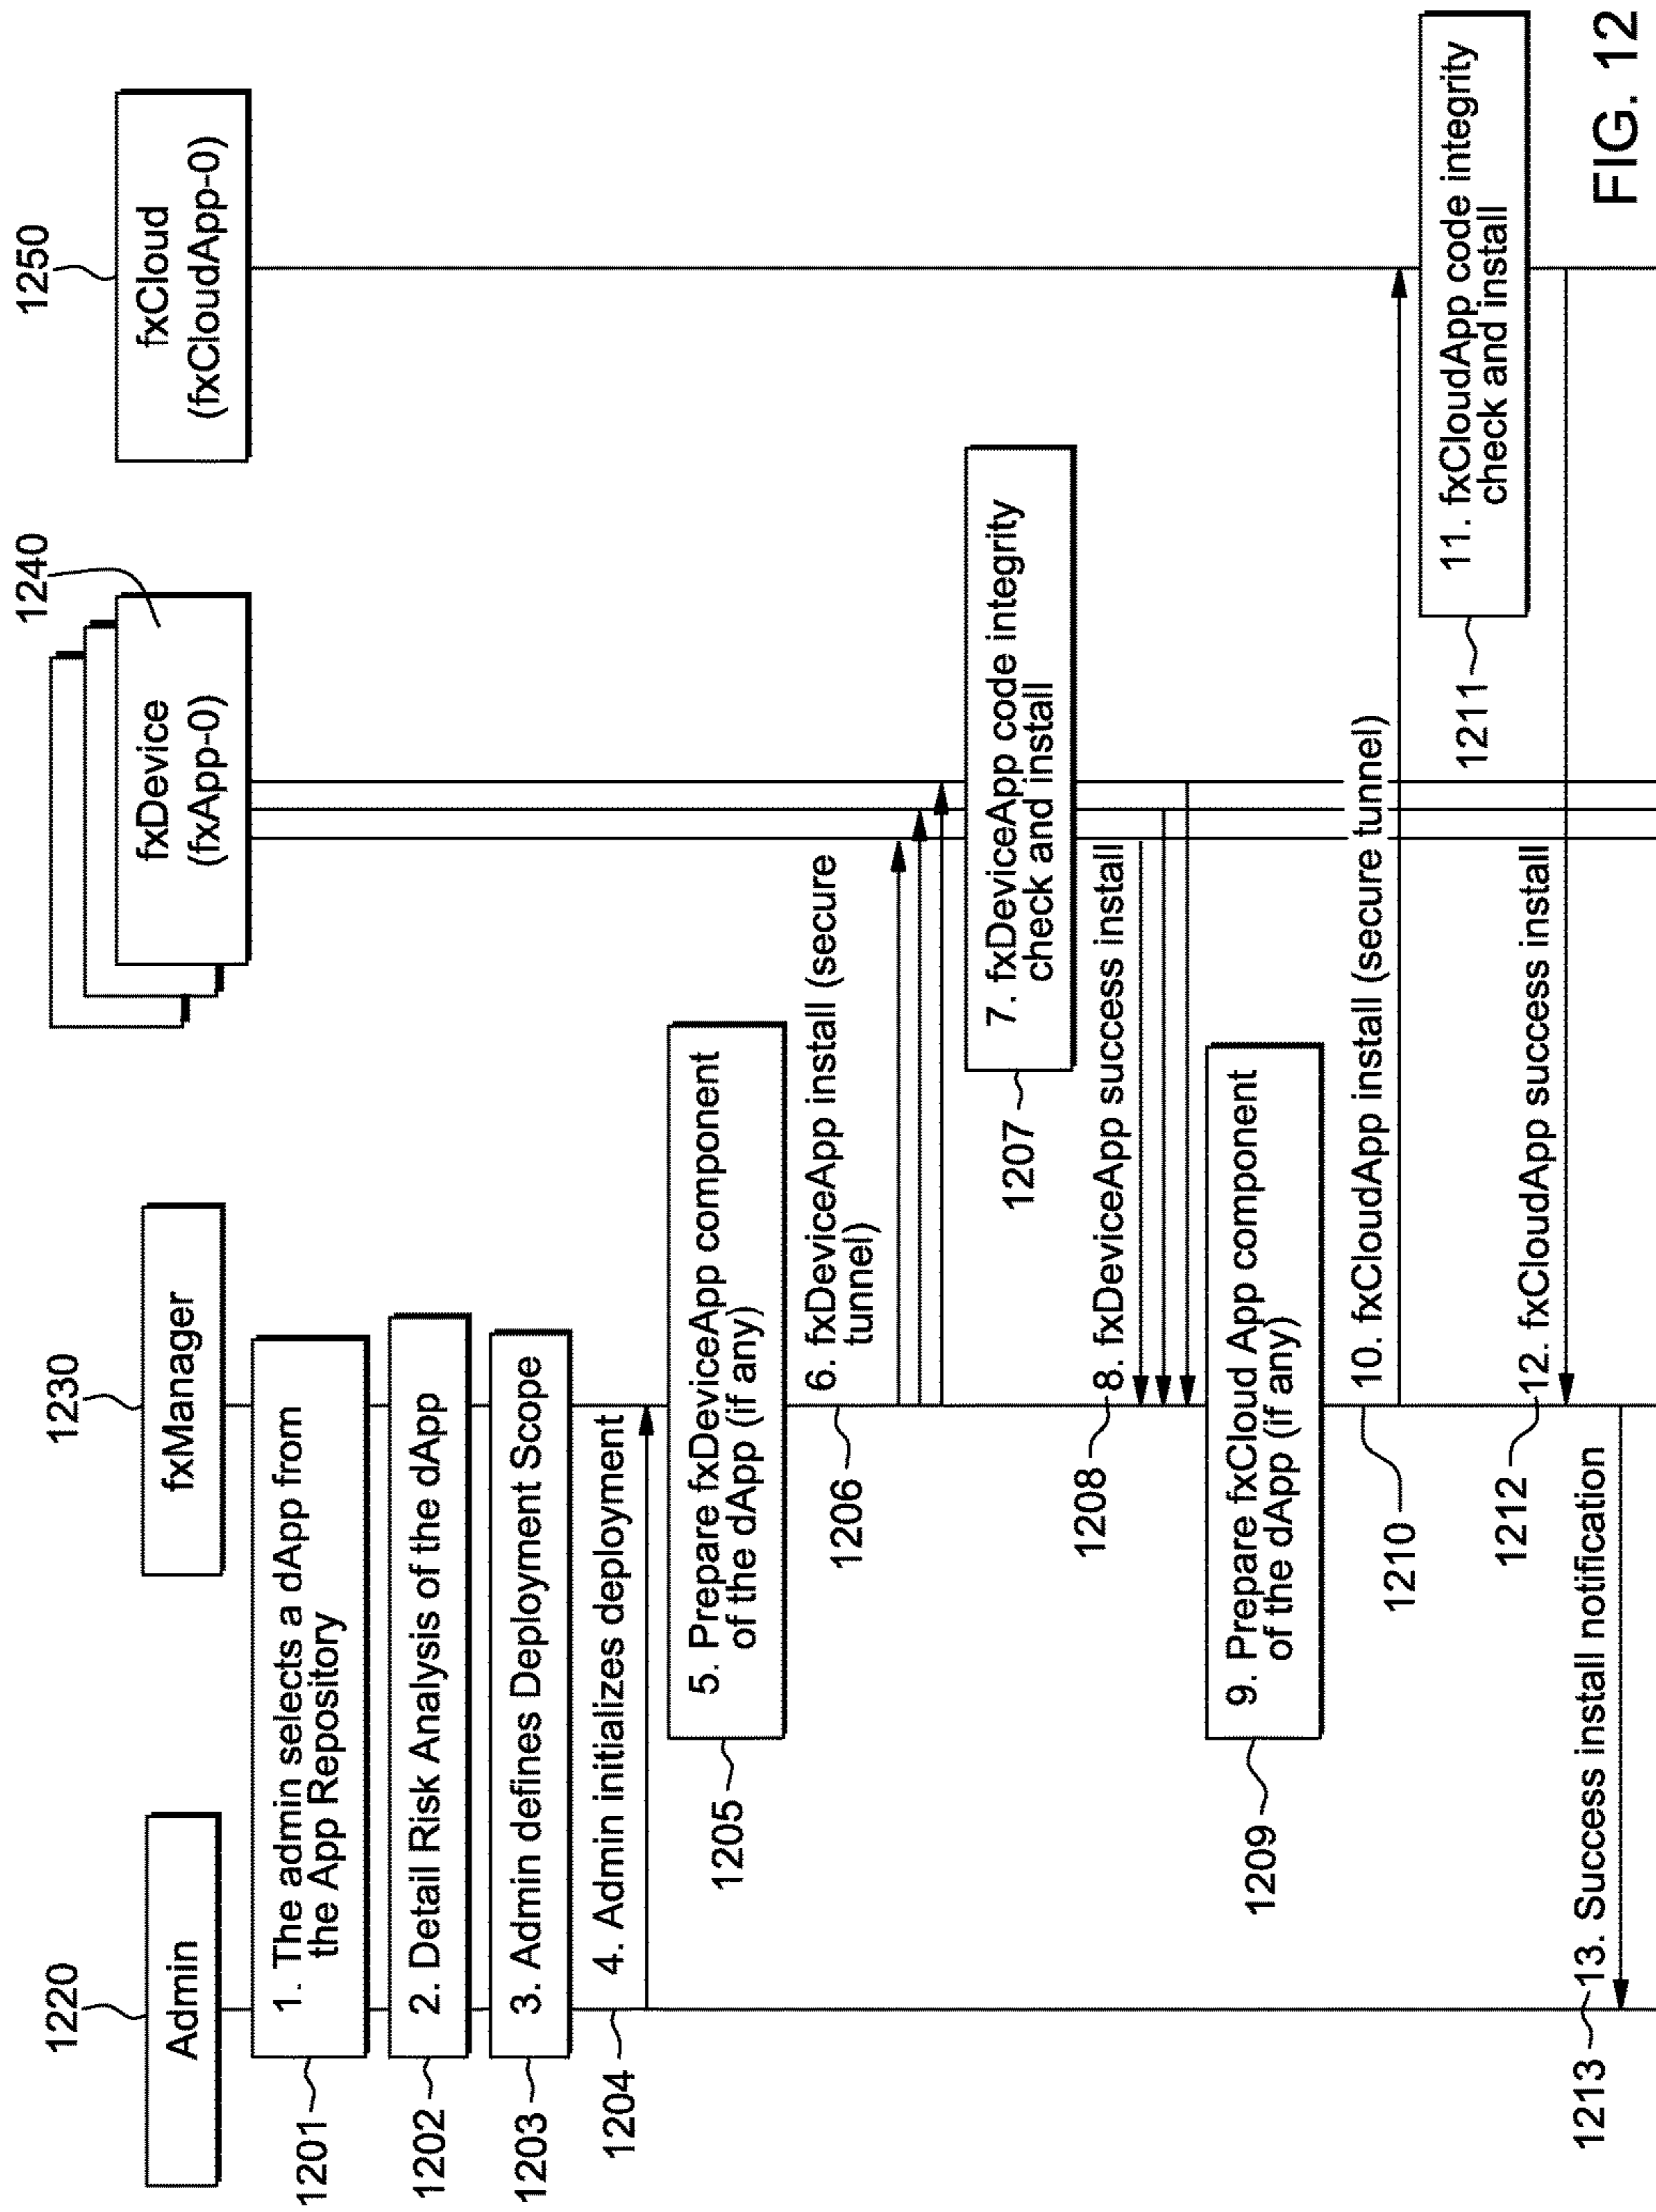 1220
Admin
1230
fxManager
1240
fxDevice
(fxApp-0)
1250
fxCloud
(fxCloudApp-0)
1201
1. The admin selects a dApp from
the App Repository
1202
2. Detail Risk Analysis of the dApp
1203
3. Admin defines Deployment Scope
1204
4. Admin initializes deployment
1205
5. Prepare fxDeviceApp component
of the dApp (if any)
1206
6. fxDeviceApp install (secure
tunnel)
1207
7. fxDeviceApp code integrity
check and install
1208
8. fxDeviceApp success install
1209
9. Prepare fxCloud App component
of the dApp (if any)
1210
10. fxCloudApp install (secure tunnel)
1211
11. fxCloudApp code integrity
check and install
1212
12. fxCloudApp success install
1213
13. Success install notification
FIG. 12